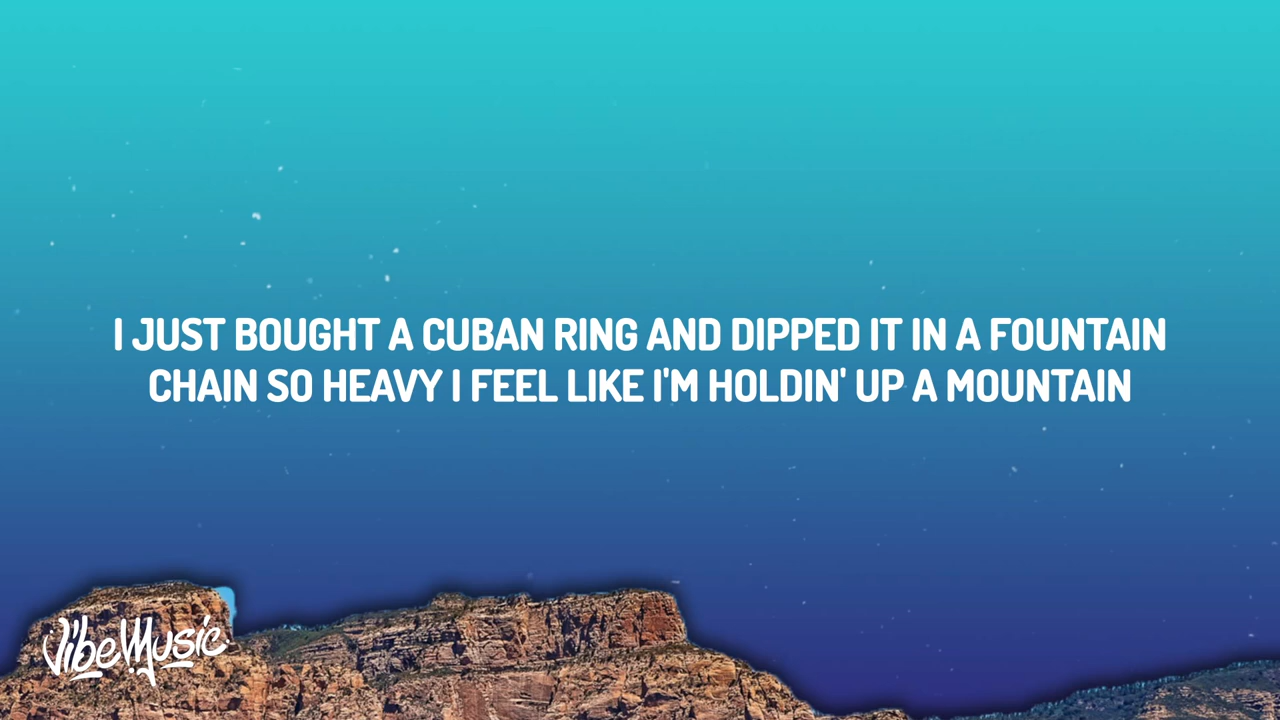 I JUST BOUGHT A CUBAN RING AND DIPPED IT IN A FOUNTAIN
CHAIN SO HEAVY I FEEL LIKE I'M HOLDIN' UP A MOUNTAIN
VibeMusic